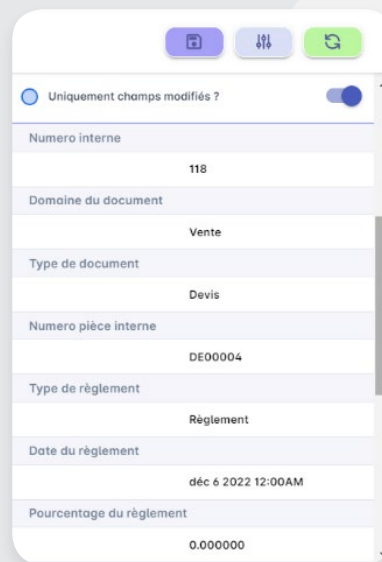 Uniquement champs modifiés ?
Numero interne
118
Domaine du document
Vente
Type de document
Devis
Numero pièce interne
DE00004
Type de règlement
Règlement
Date du règlement
déc 6 2022 12:00AM
Pourcentage du règlement
0.000000